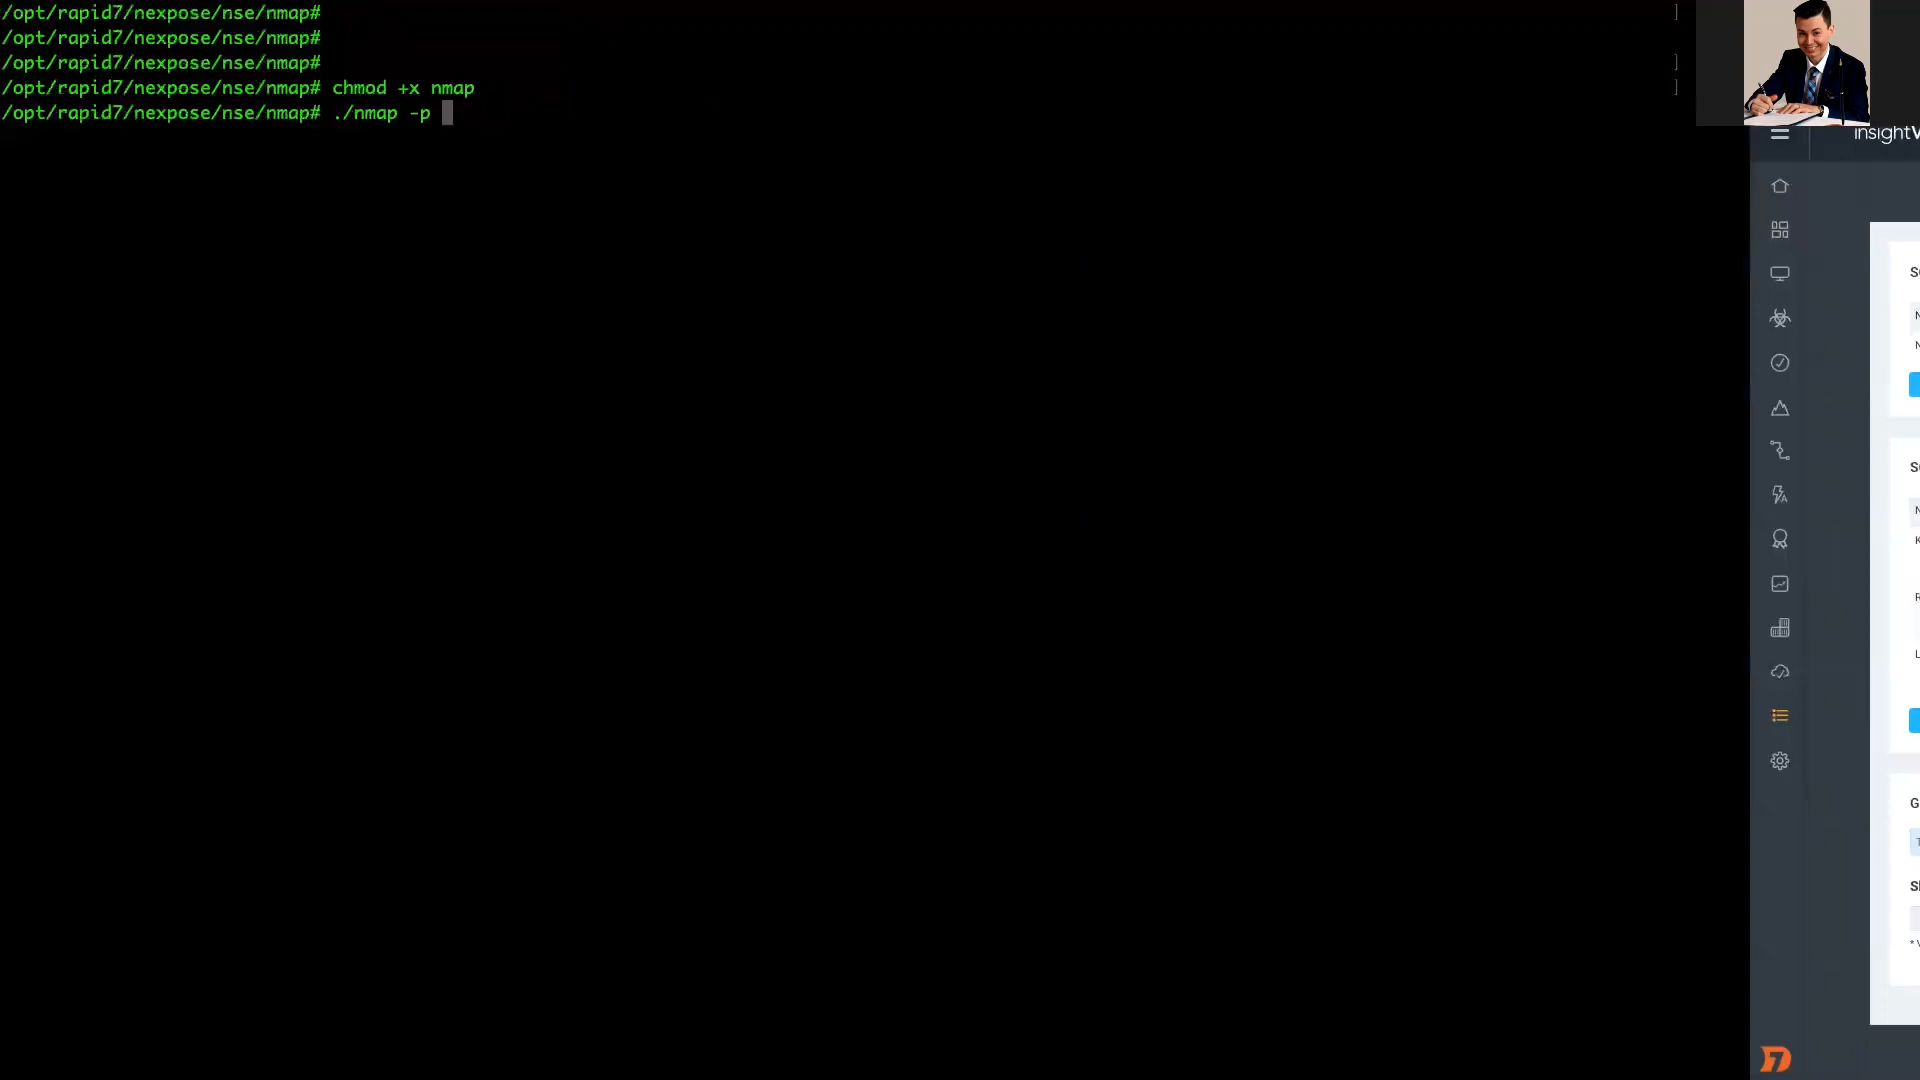 /opt/rapid7/nexpose/nse/nmap#
/opt/rapid7/nexpose/nse/nmap#
/opt/rapid7/nexpose/nse/nmap#
/opt/rapid7/nexpose/nse/nmap# chmod +x nmap
/opt/rapid7/nexpose/nse/nmap# ./nmap -p
]
]
]
insightV